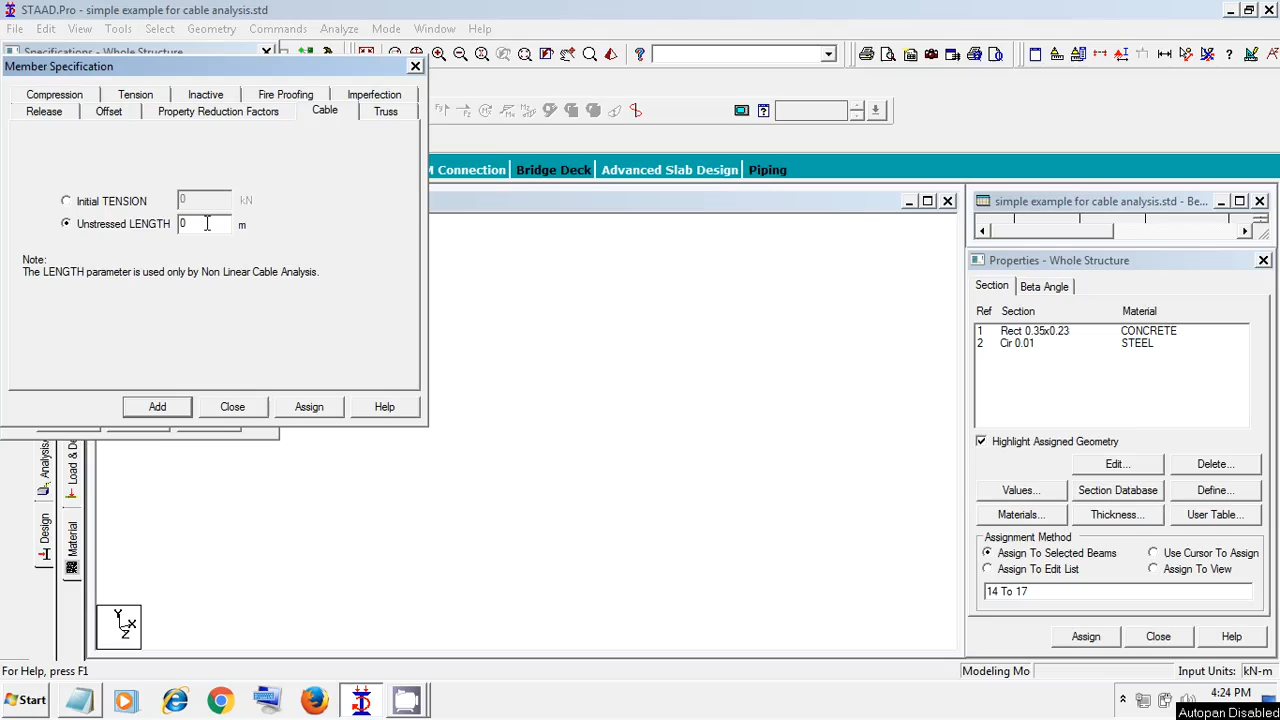 STAAD.Pro - simple example for cable analysis.std
File Edit View Tools Select Geometry Commands Analyze Mode Window Help
Specifications - Whole Structure
Member Specification
Compression Tension Inactive Fire Proofing Imperfection
Release Offset Property Reduction Factors Cable Truss
M Connection Bridge Deck Advanced Slab Design Piping
Initial TENSION 0 kN
Unstressed LENGTH 0 m
Note:
The LENGTH parameter is used only by Non Linear Cable Analysis.
Add Close Assign Help
simple example for cable analysis.std - Be...
Properties - Whole Structure
Section Beta Angle
Ref Section Material
1 Rect 0.35x0.23 CONCRETE
2 Cir 0.01 STEEL
Highlight Assigned Geometry
Edit... Delete...
Values... Section Database Define...
Materials... Thickness... User Table...
Assignment Method
Assign To Selected Beams Use Cursor To Assign
Assign To Edit List Assign To View
14 To 17
Assign Close Help
Analysis
Load & De
Design
Material
Y
X
Z
For Help, press F1
Modeling Mo Input Units: kN-m
Start
4:24 PM
Autopan Disabled